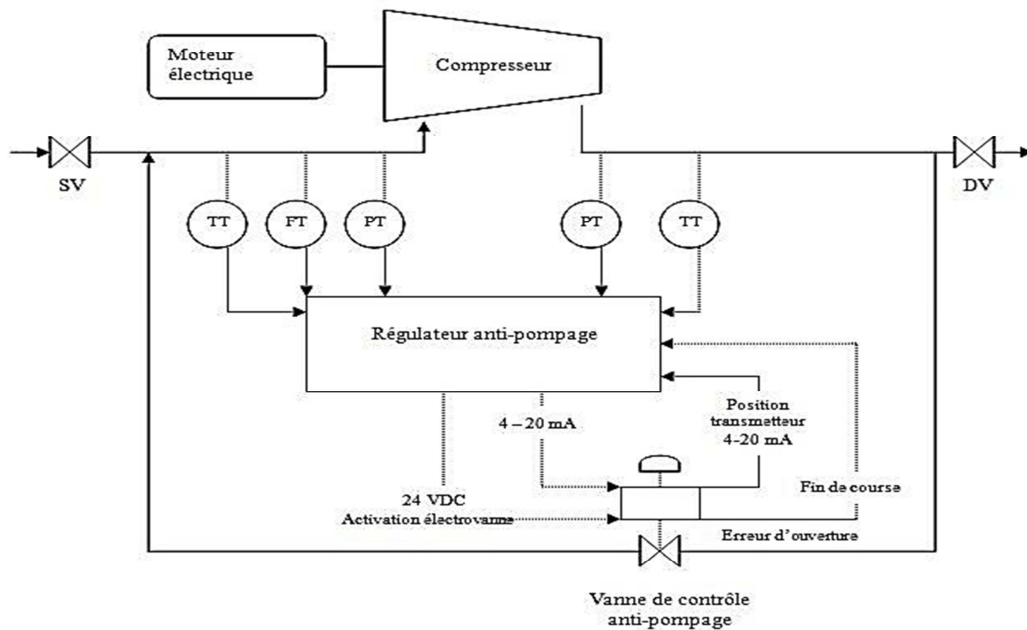 Moteur
électrique
Compresseur
SV
DV
TT
FT
PT
PT
TT
Régulateur anti-pompage
4 – 20 mA
Position
transmetteur
4-20 mA
24 VDC
Activation électrovanne
Fin de course
Erreur d'ouverture
Vanne de contrôle
anti-pompage